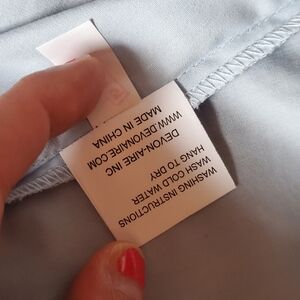 WASHING INSTRUCTIONS
WASH COLD WATER
HANG TO DRY
DEVON-AIRE INC
WWW.DEVONAIRE.COM
MADE IN CHINA